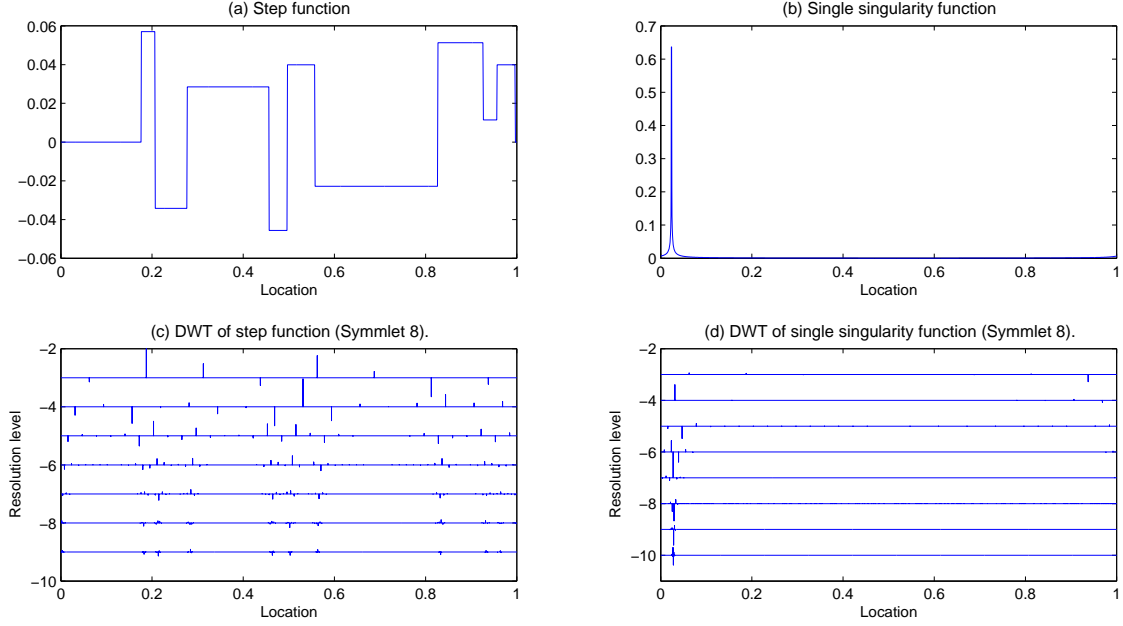 (a) Step function
0.06
0.04
0.02
0
−0.02
−0.04
−0.06
0 0.2 0.4 0.6 0.8 1
Location
(b) Single singularity function
0.7
0.6
0.5
0.4
0.3
0.2
0.1
0
0 0.2 0.4 0.6 0.8 1
Location
(c) DWT of step function (Symmlet 8).
−2
−4
−6
−8
−10
Resolution level
0 0.2 0.4 0.6 0.8 1
Location
(d) DWT of single singularity function (Symmlet 8).
−2
−4
−6
−8
−10
Resolution level
0 0.2 0.4 0.6 0.8 1
Location